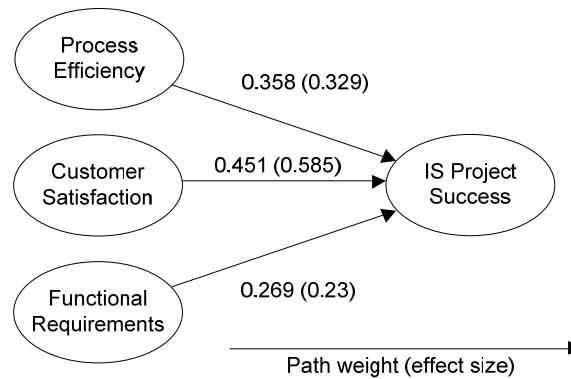 Process
Efficiency
0.358 (0.329)
Customer
Satisfaction
0.451 (0.585)
IS Project
Success
Functional
Requirements
0.269 (0.23)
Path weight (effect size)